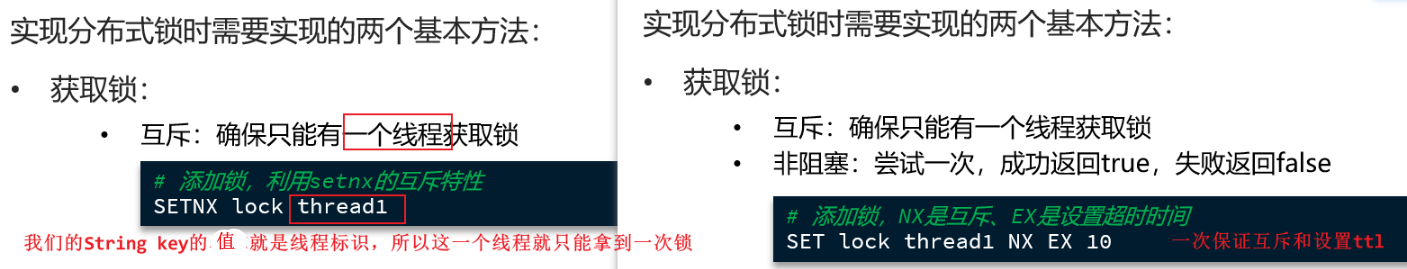 实现分布式锁时需要实现的两个基本方法：
• 获取锁：
• 互斥：确保只能有一个线程获取锁
# 添加锁，利用setnx的互斥特性
SETNX lock thread1
我们的String key的 值 就是线程标识，所以这一个线程就只能拿到一次锁
实现分布式锁时需要实现的两个基本方法：
• 获取锁：
• 互斥：确保只能有一个线程获取锁
• 非阻塞：尝试一次，成功返回true，失败返回false
# 添加锁，NX是互斥、EX是设置超时时间
SET lock thread1 NX EX 10 一次保证互斥和设置ttl